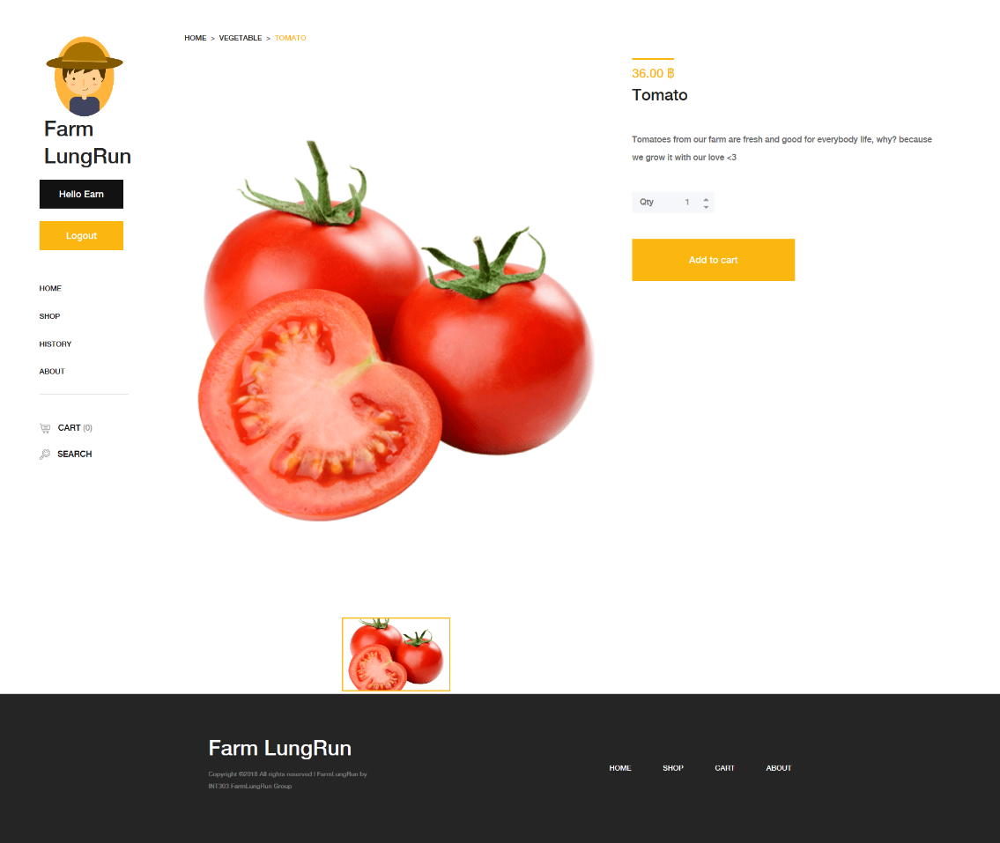 HOME > VEGETABLE > TOMATO
Farm
LungRun
Hello Earn
Logout
HOME
SHOP
HISTORY
ABOUT
CART (0)
SEARCH
36.00 ฿
Tomato
Tomatoes from our farm are fresh and good for everybody life, why? because
we grow it with our love <3
Qty 1
Add to cart
Farm LungRun
Copyright ©2018 All rights reserved | FarmLungRun by
INT303 FarmLungRun Group
HOME SHOP CART ABOUT